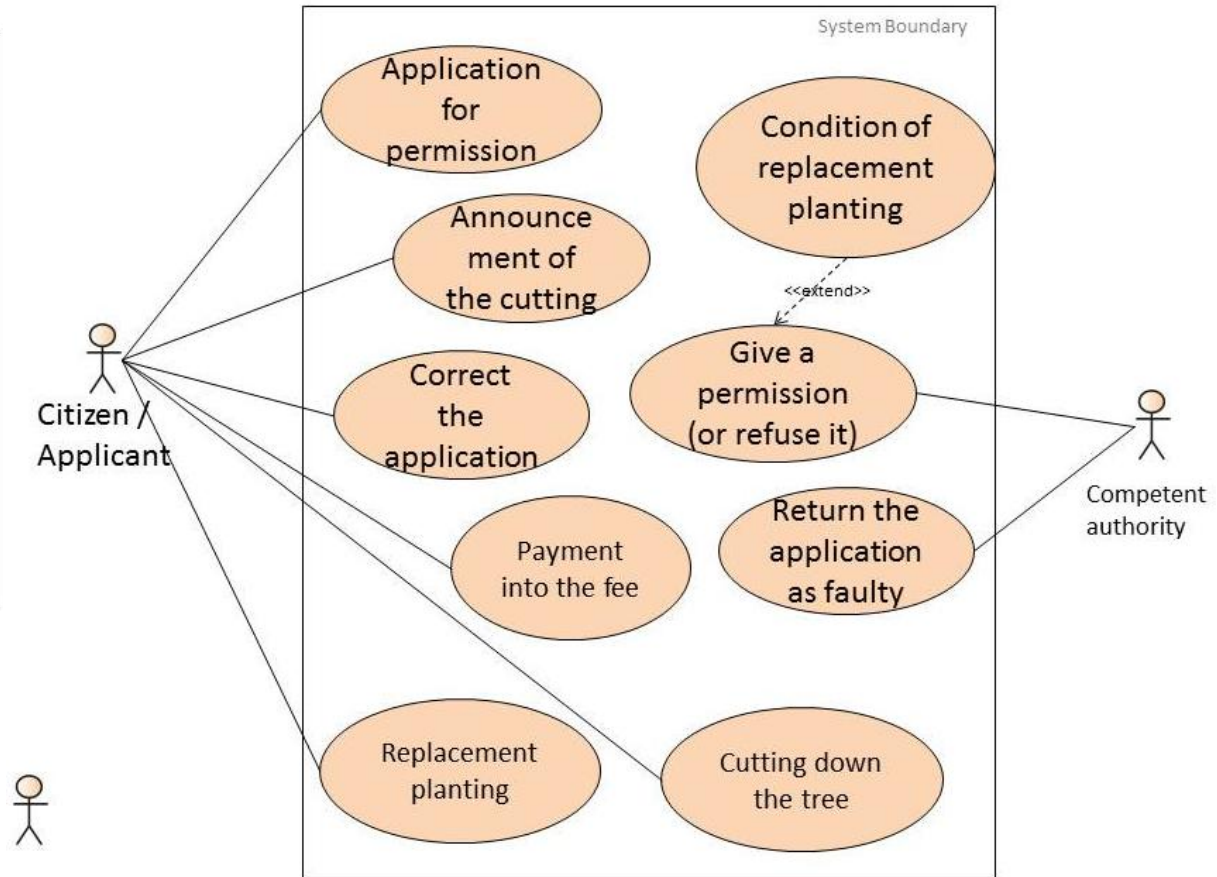 System Boundary
Application
for
permission
Condition of
replacement
planting
Announce
ment of
the cutting
<<extend>>
Give a
permission
(or refuse it)
Correct
the
application
Citizen /
Applicant
Return the
application
as faulty
Competent
authority
Payment
into the fee
Replacement
planting
Cutting down
the tree